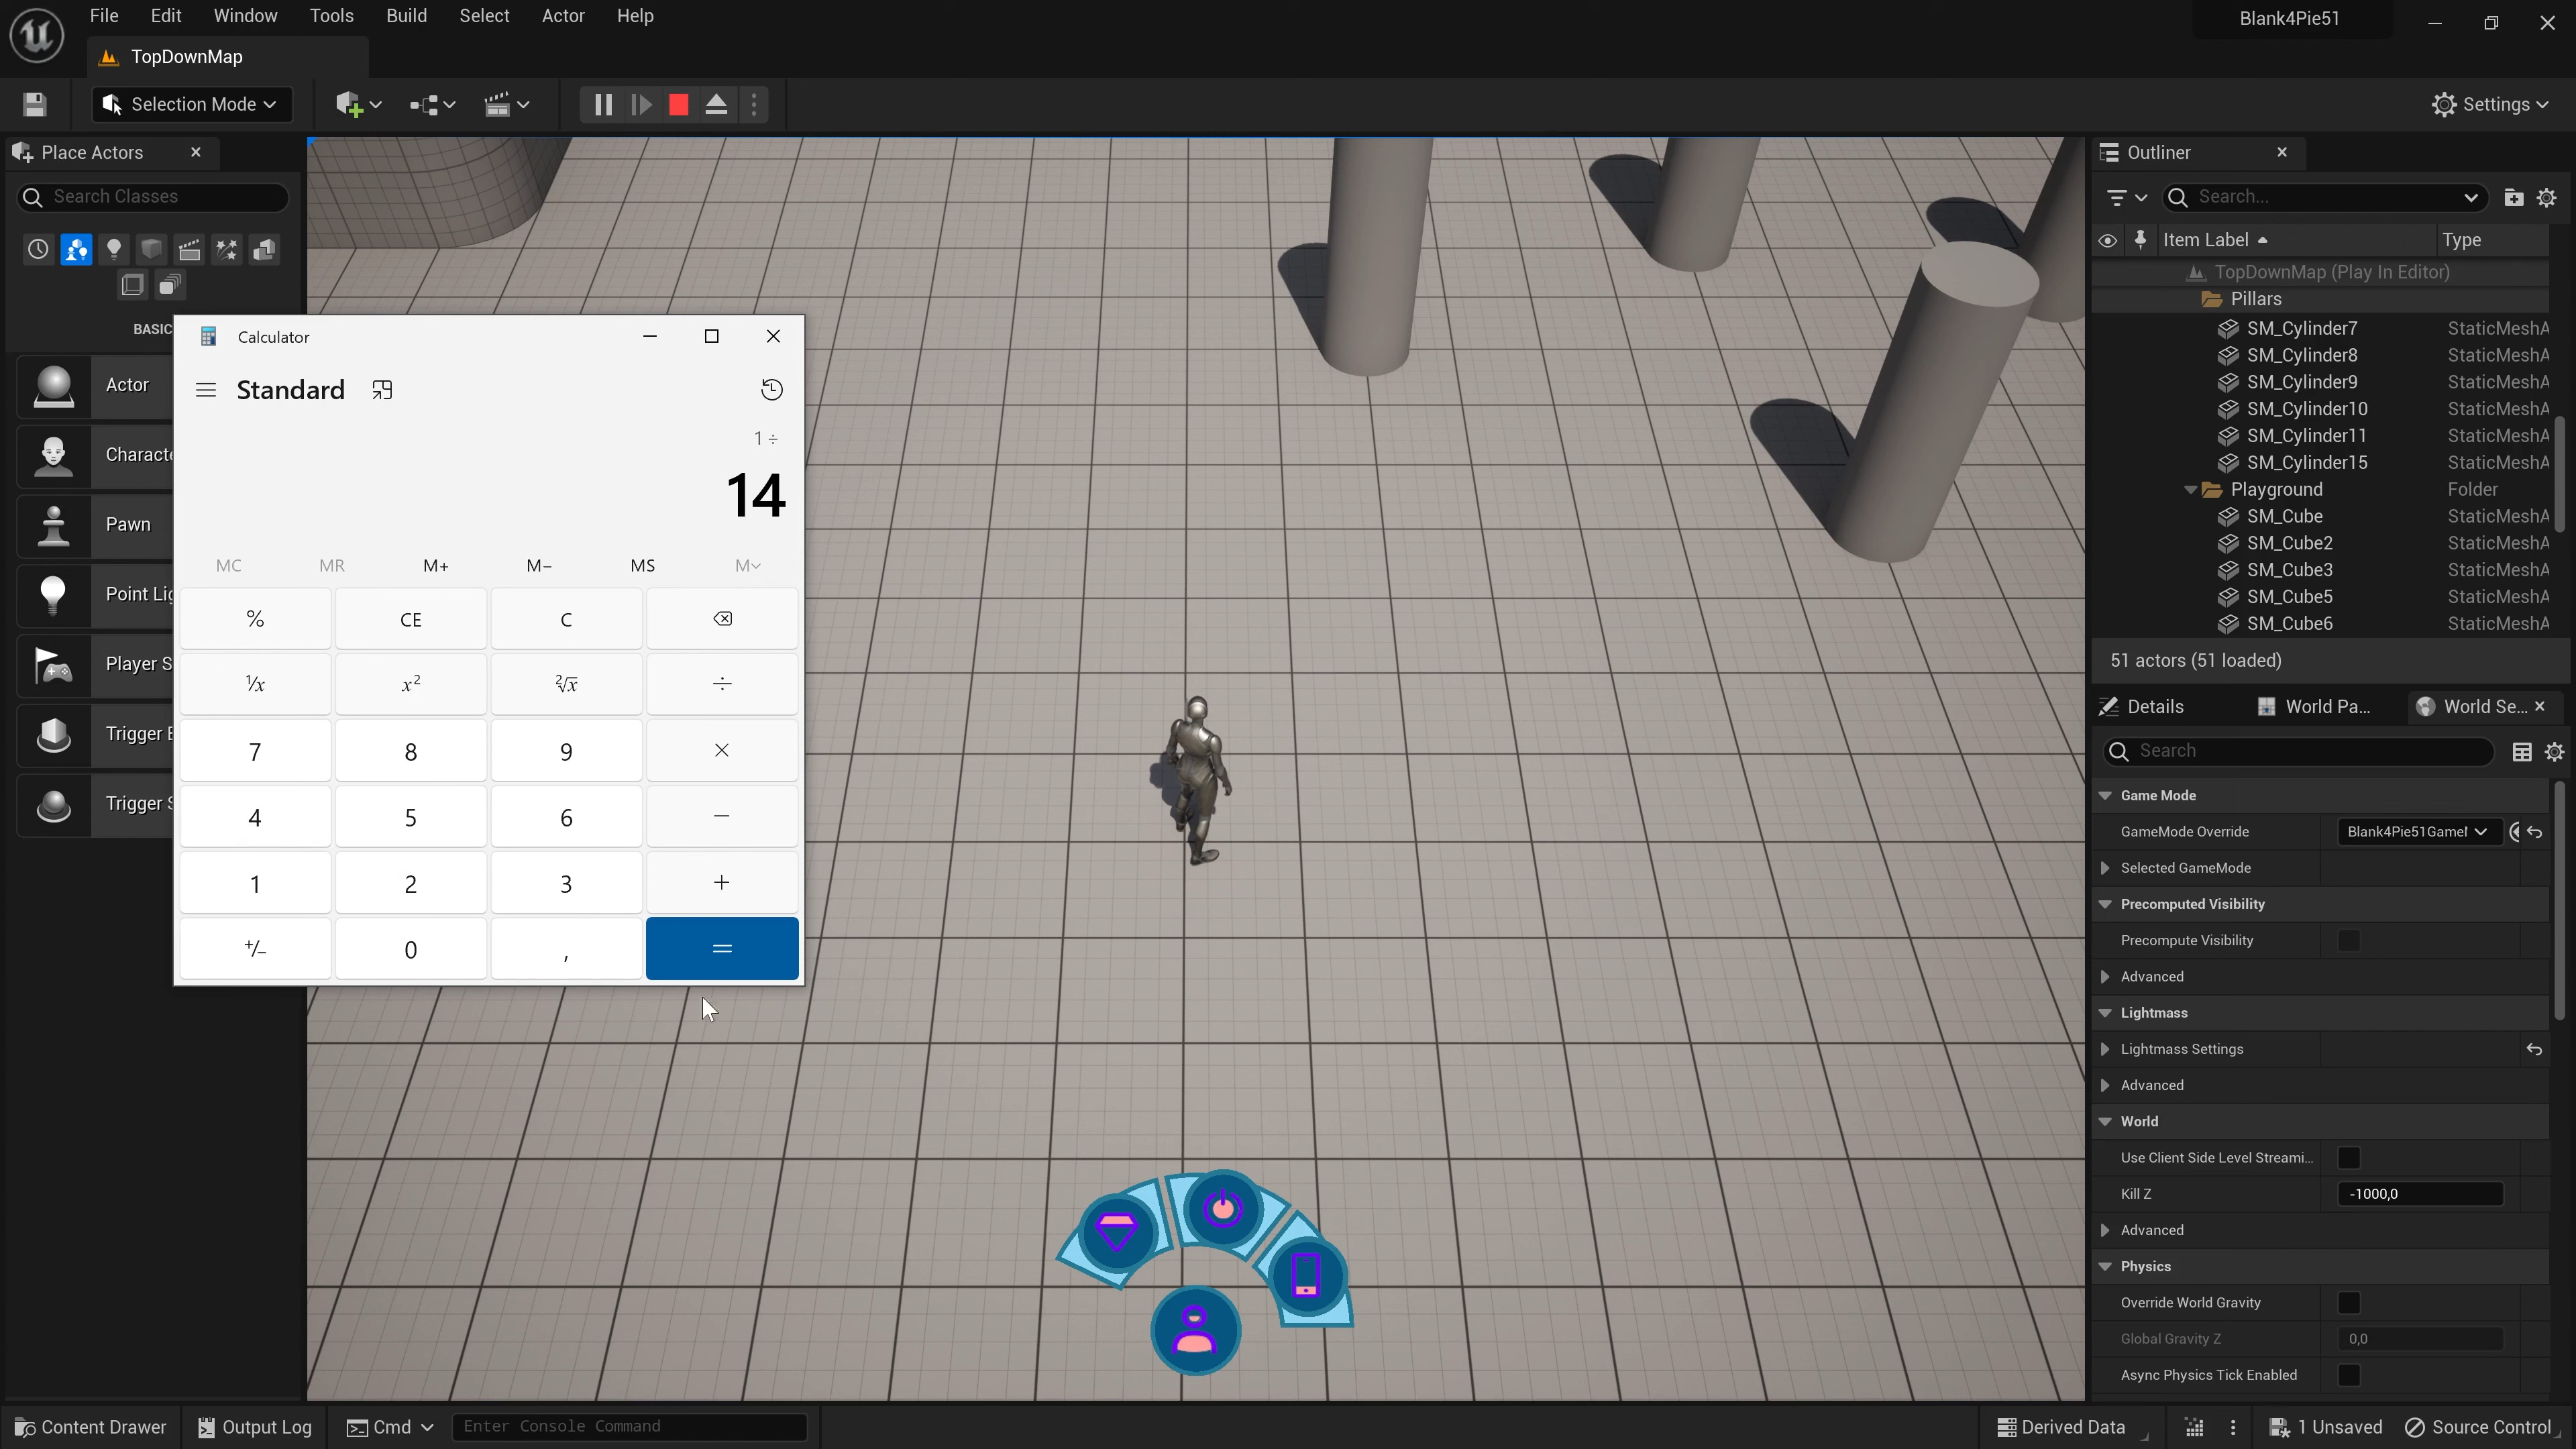 File Edit Window Tools Build Select Actor Help
Blank4Pie51
TopDownMap
Selection Mode
Settings
Place Actors
Search Classes
BASIC
Actor
Characte
Pawn
Point Lig
Player S
Trigger B
Trigger S
Calculator
Standard
1 ÷
14
MC MR M+ M− MS M
% CE C
¹⁄x x² ²√x ÷
7 8 9 ×
4 5 6 −
1 2 3 +
+/− 0 , =
Outliner
Search...
Item Label Type
TopDownMap (Play In Editor)
Pillars
SM_Cylinder7 StaticMeshA
SM_Cylinder8 StaticMeshA
SM_Cylinder9 StaticMeshA
SM_Cylinder10 StaticMeshA
SM_Cylinder11 StaticMeshA
SM_Cylinder15 StaticMeshA
Playground Folder
SM_Cube StaticMeshA
SM_Cube2 StaticMeshA
SM_Cube3 StaticMeshA
SM_Cube5 StaticMeshA
SM_Cube6 StaticMeshA
51 actors (51 loaded)
Details World Pa... World Se...
Search
Game Mode
GameMode Override Blank4Pie51Game
Selected GameMode
Precomputed Visibility
Precompute Visibility
Advanced
Lightmass
Lightmass Settings
Advanced
World
Use Client Side Level Streami...
Kill Z -1000,0
Advanced
Physics
Override World Gravity
Global Gravity Z 0,0
Async Physics Tick Enabled
Content Drawer Output Log Cmd Enter Console Command Derived Data 1 Unsaved Source Control